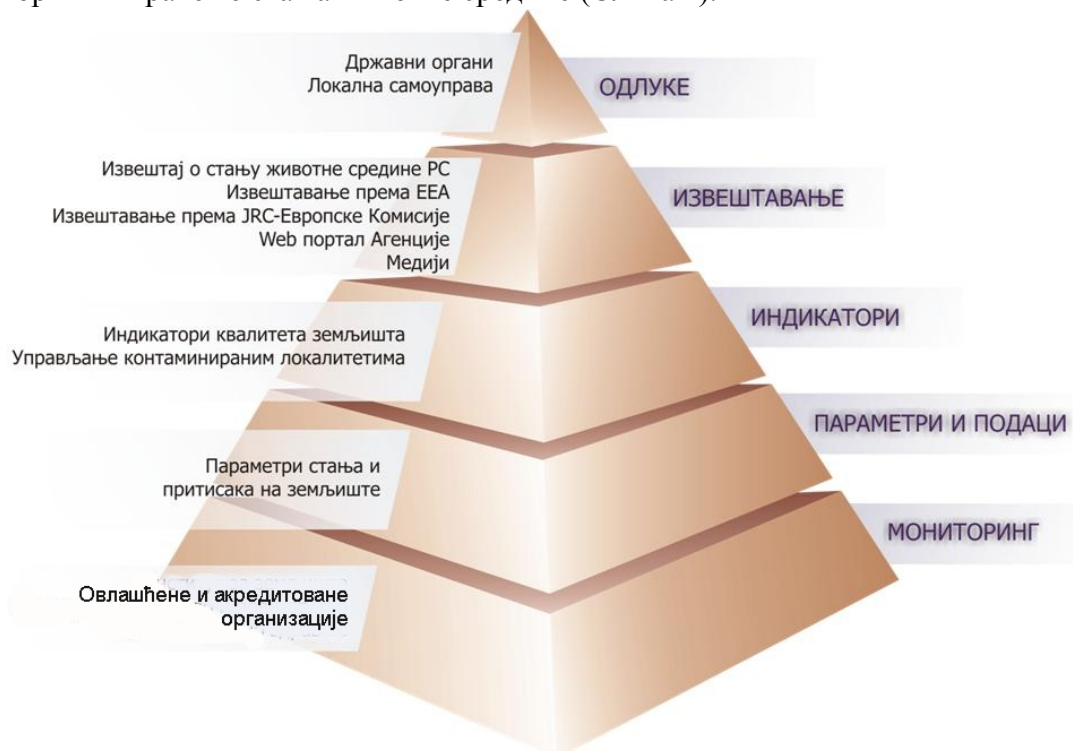 Државни органи
Локална самоуправа
ОДЛУКЕ
Извештај о стању животне средине РС
Извештавање према ЕЕА
Извештавање према JRC-Европске Комисије
Web портал Агенције
Медији
ИЗВЕШТАВАЊЕ
Индикатори квалитета земљишта
Управљање контаминираним локалитетима
ИНДИКАТОРИ
Параметри стања и
притисака на земљиште
ПАРАМЕТРИ И ПОДАЦИ
Овлашћене и акредитоване
организације
МОНИТОРИНГ